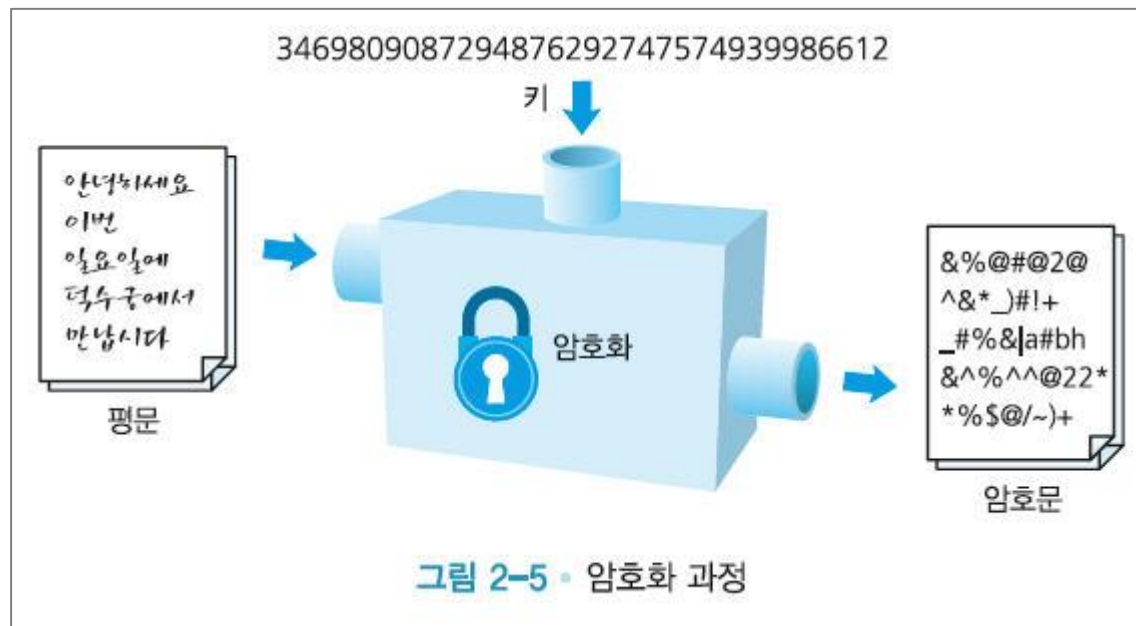 34698090872948762927475749399866​12
키
안녕하세요
이번
일요일에
덕수궁에서
만납시다
평문
암호화
&%@#@2@
^&*_)#!+
_#%&|a#bh
&^%^^@22*
*%$@/~)+
암호문
그림 2-5 • 암호화 과정